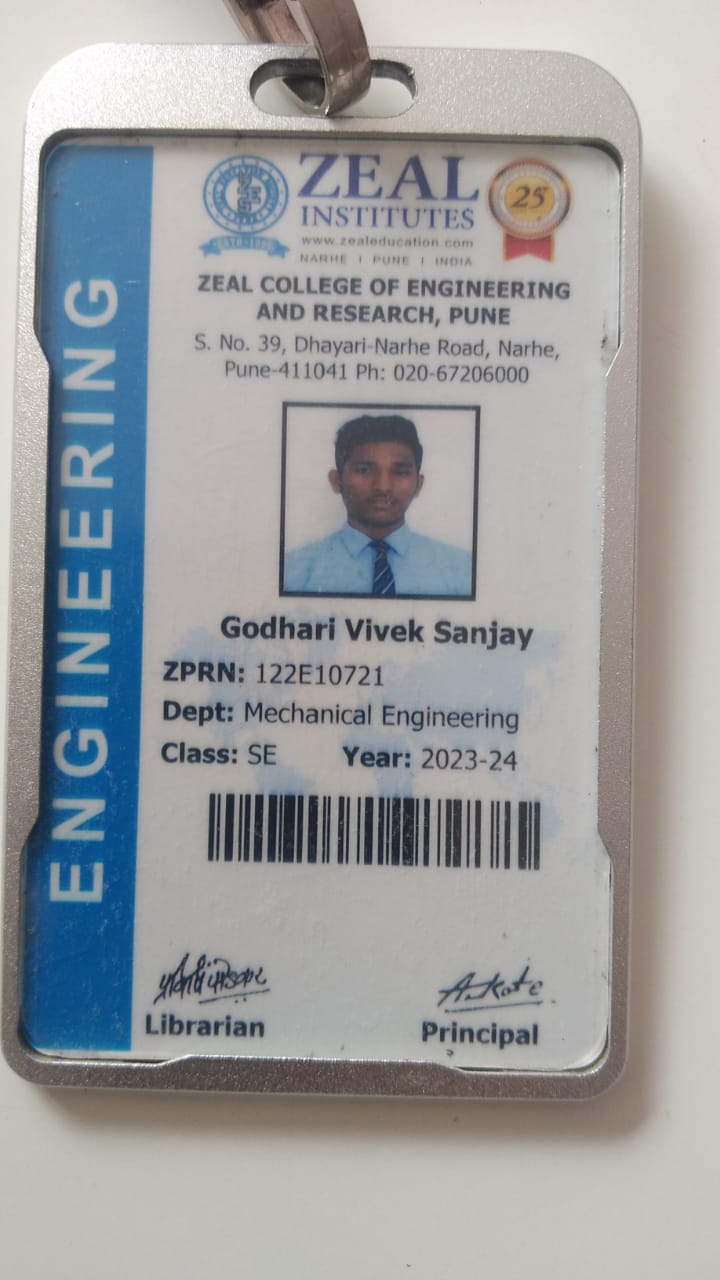 ZEAL
INSTITUTES
www.zealeducation.com
NARHE | PUNE | INDIA
25
ZEAL COLLEGE OF ENGINEERING
AND RESEARCH, PUNE
S. No. 39, Dhayari-Narhe Road, Narhe,
Pune-411041 Ph: 020-67206000
ENGINEERING
Godhari Vivek Sanjay
ZPRN: 122E10721
Dept: Mechanical Engineering
Class: SE Year: 2023-24
Librarian Principal